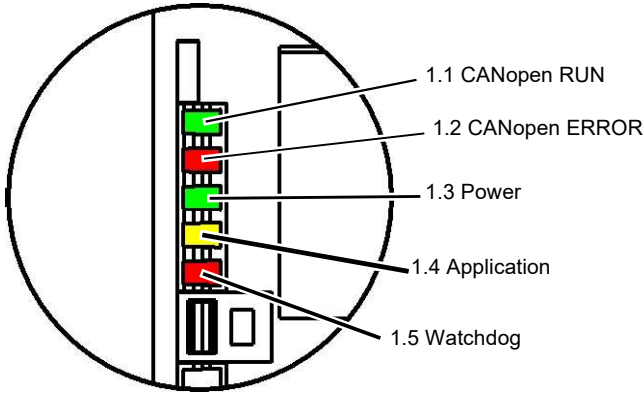 1.1 CANopen RUN
1.2 CANopen ERROR
1.3 Power
1.4 Application
1.5 Watchdog